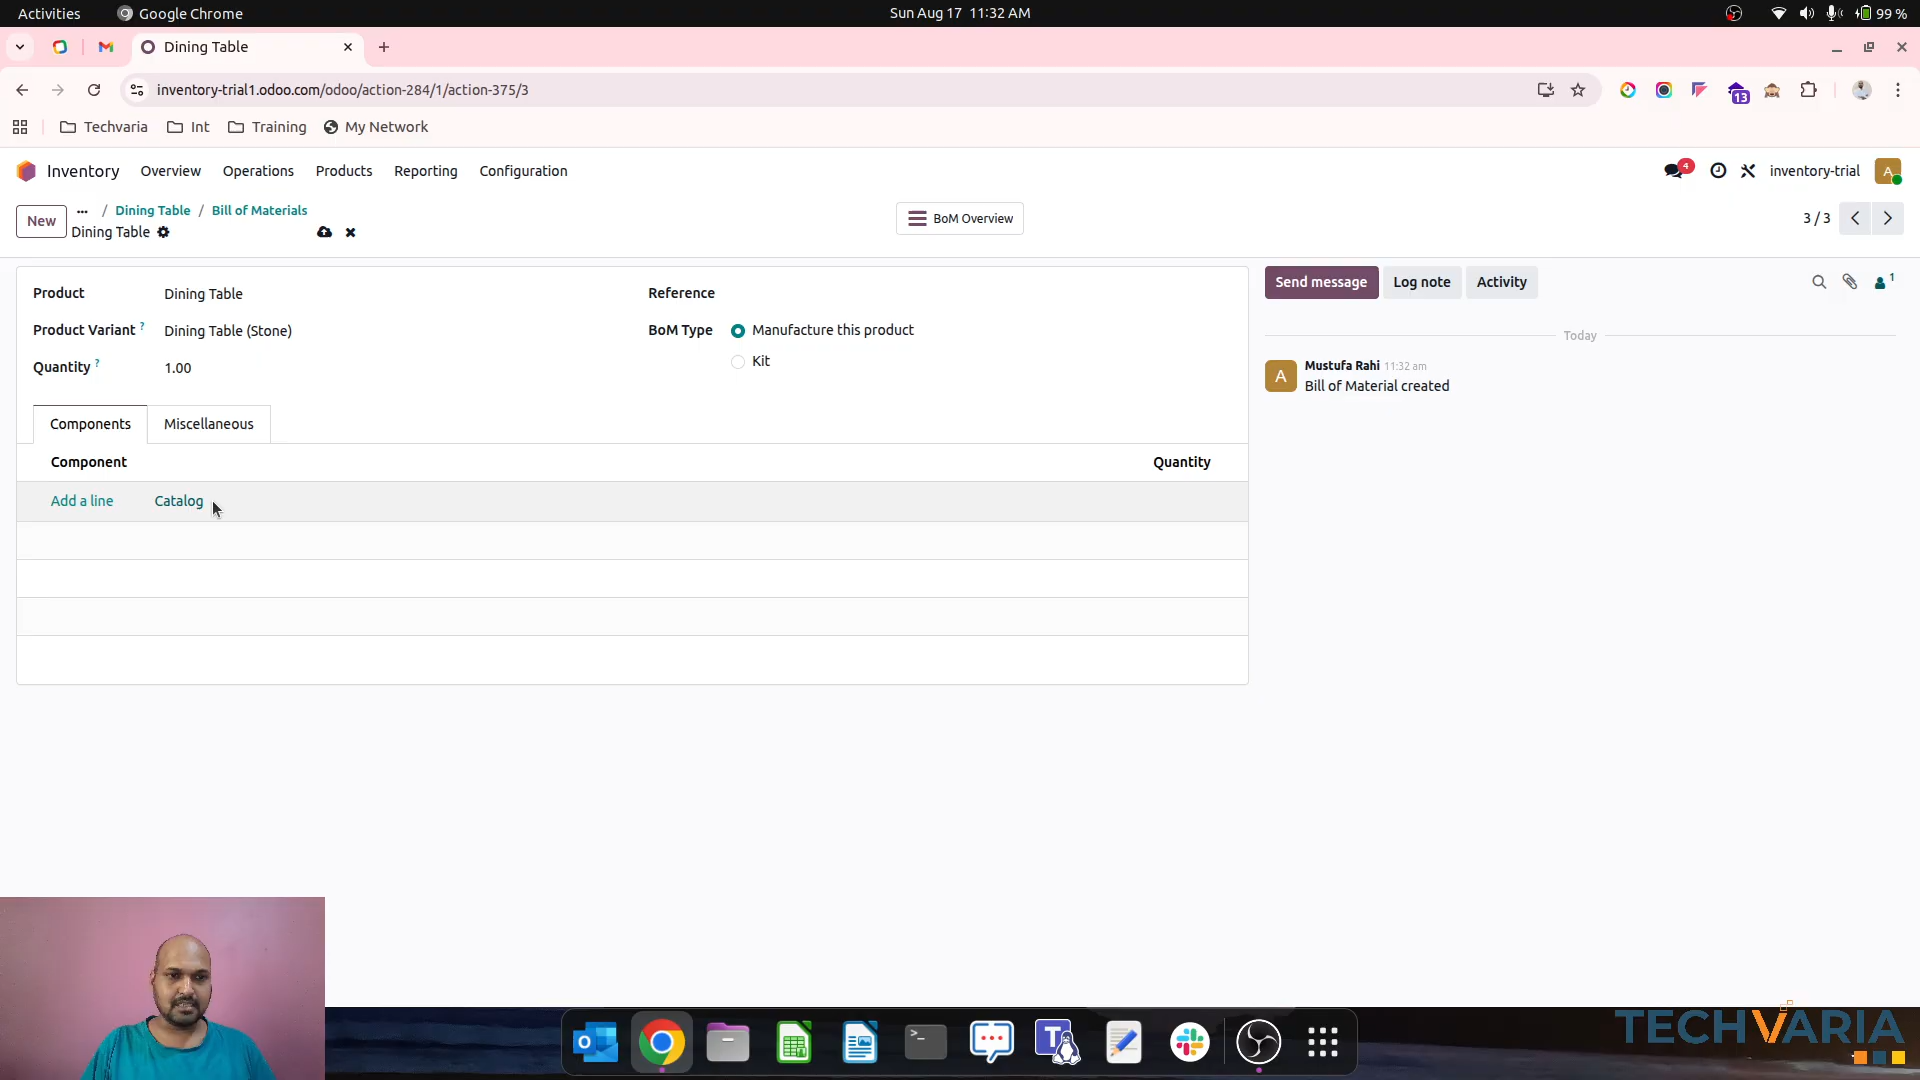 Activities Google Chrome Sun Aug 17 11:32 AM 99 %
Dining Table
inventory-trial1.odoo.com/odoo/action-284/1/action-375/3
13
Techvaria Int Training My Network
Inventory Overview Operations Products Reporting Configuration 4 inventory-trial A
New ... / Dining Table / Bill of Materials
Dining Table
BoM Overview 3 / 3
Product Dining Table Reference
Product Variant ? Dining Table (Stone) BoM Type Manufacture this product
Quantity ? 1.00 Kit
Components Miscellaneous
Component Quantity
Add a line Catalog
Send message Log note Activity 1
Today
A Mustufa Rahi 11:32 am
Bill of Material created
TECHVARIA